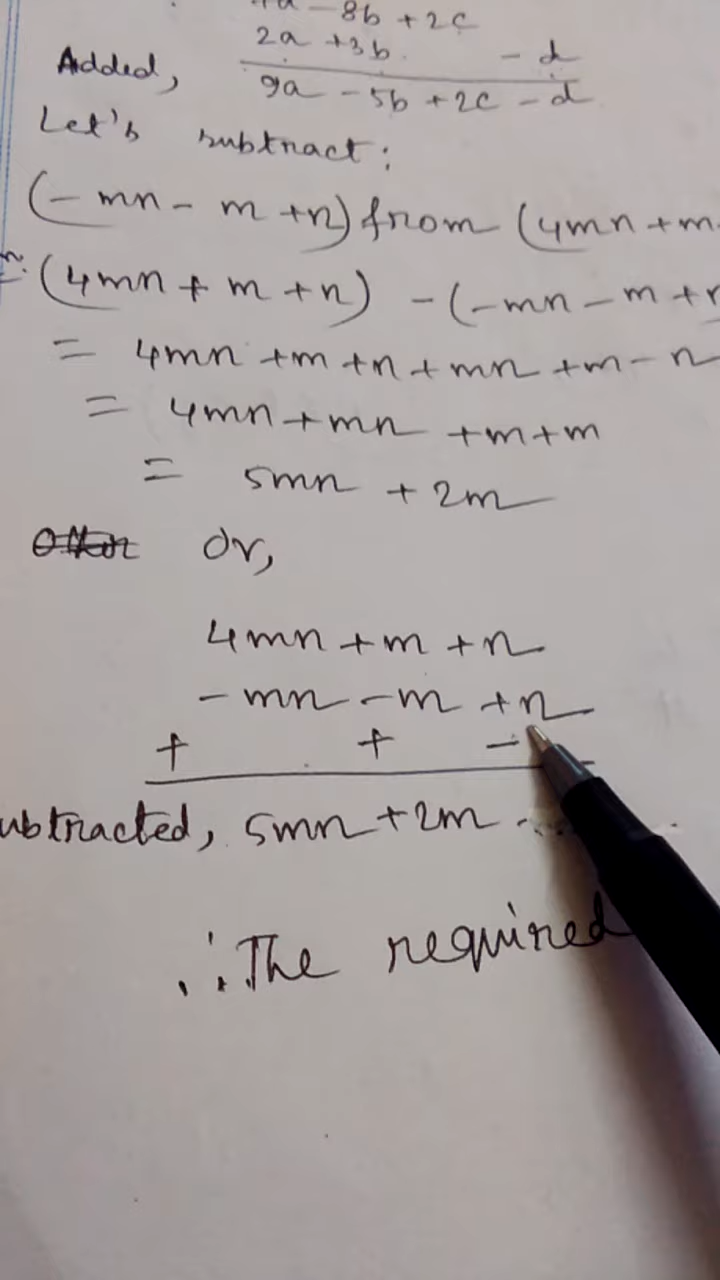 - 8b + 2c
2a + 3b - d
Added, 9a - 5b + 2c - d
Let's subtract:
(- mn - m + n) from (4mn + m
(4mn + m + n) - (-mn - m +
= 4mn + m + n + mn + m - n
= 4mn + mn + m + m
= 5mn + 2m
Or,
4mn + m + n
- mn - m + n
+ + -
ubtracted, 5mn + 2m
∴ The required